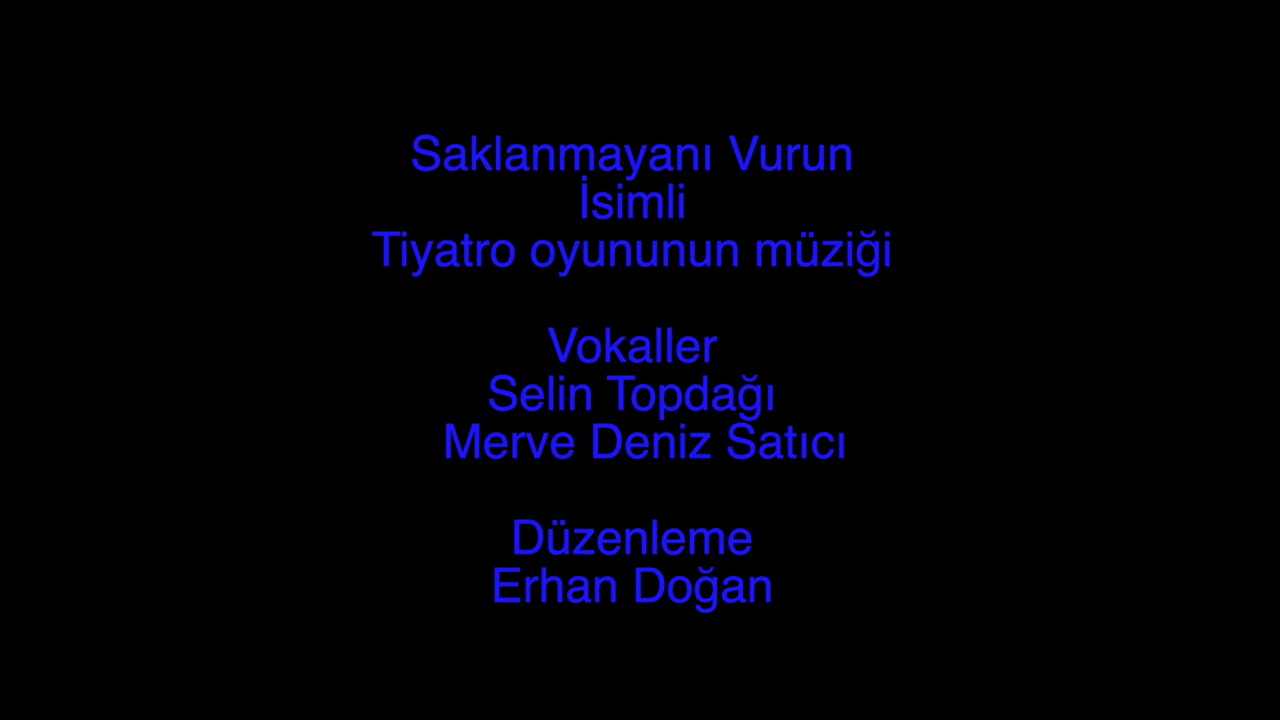 Saklanmayanı Vurun
İsimli
Tiyatro oyununun müziği
Vokaller
Selin Topdağı
Merve Deniz Satıcı
Düzenleme
Erhan Doğan